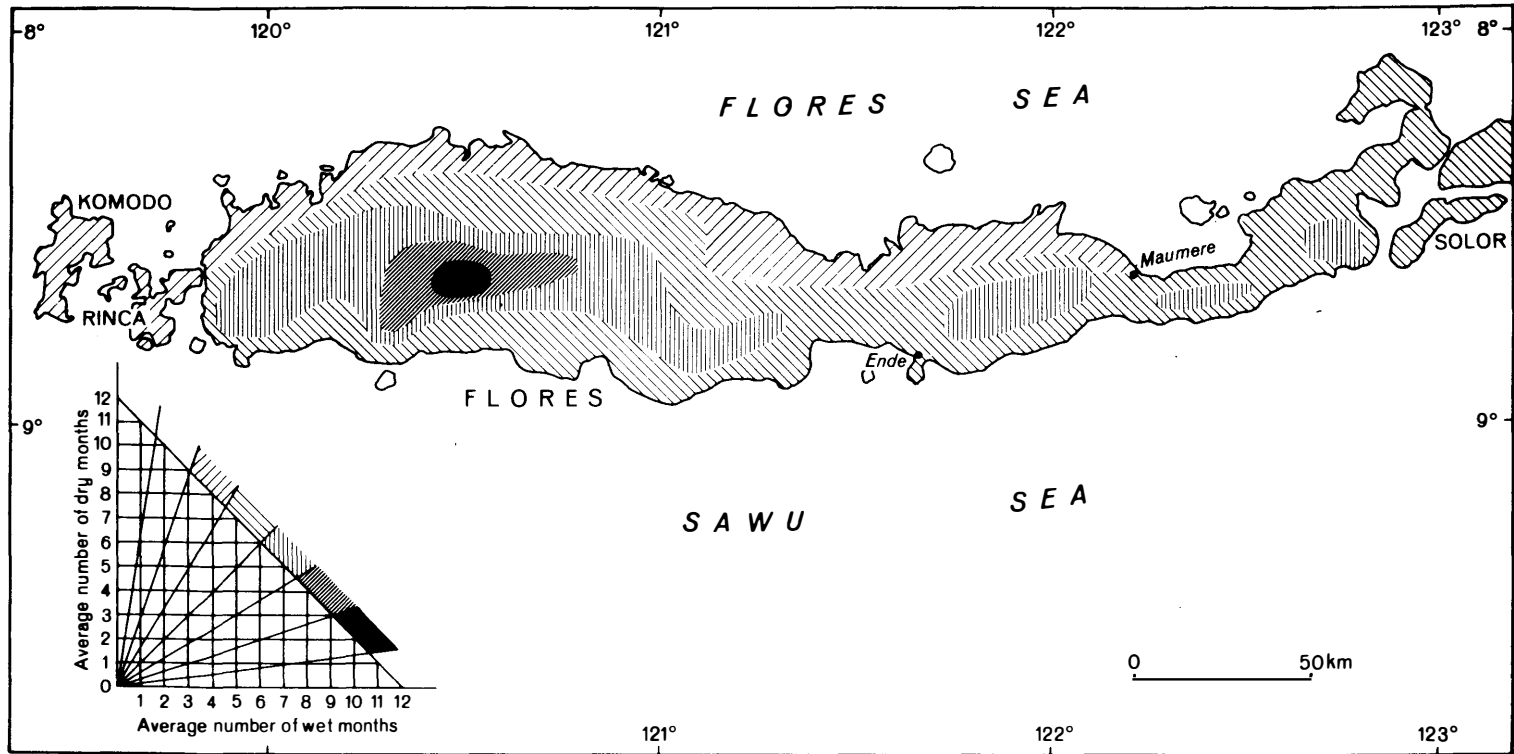 120°
121°
122°
123°
8°
8°
FLORES SEA
KOMODO
RINCA
Maumere
SOLOR
Ende
FLORES
9°
9°
SAWU SEA
Average number of dry months
12
11
10
9
8
7
6
5
4
3
2
1
0
1 2 3 4 5 6 7 8 9 10 11 12
Average number of wet months
0 50km
121°
122°
123°